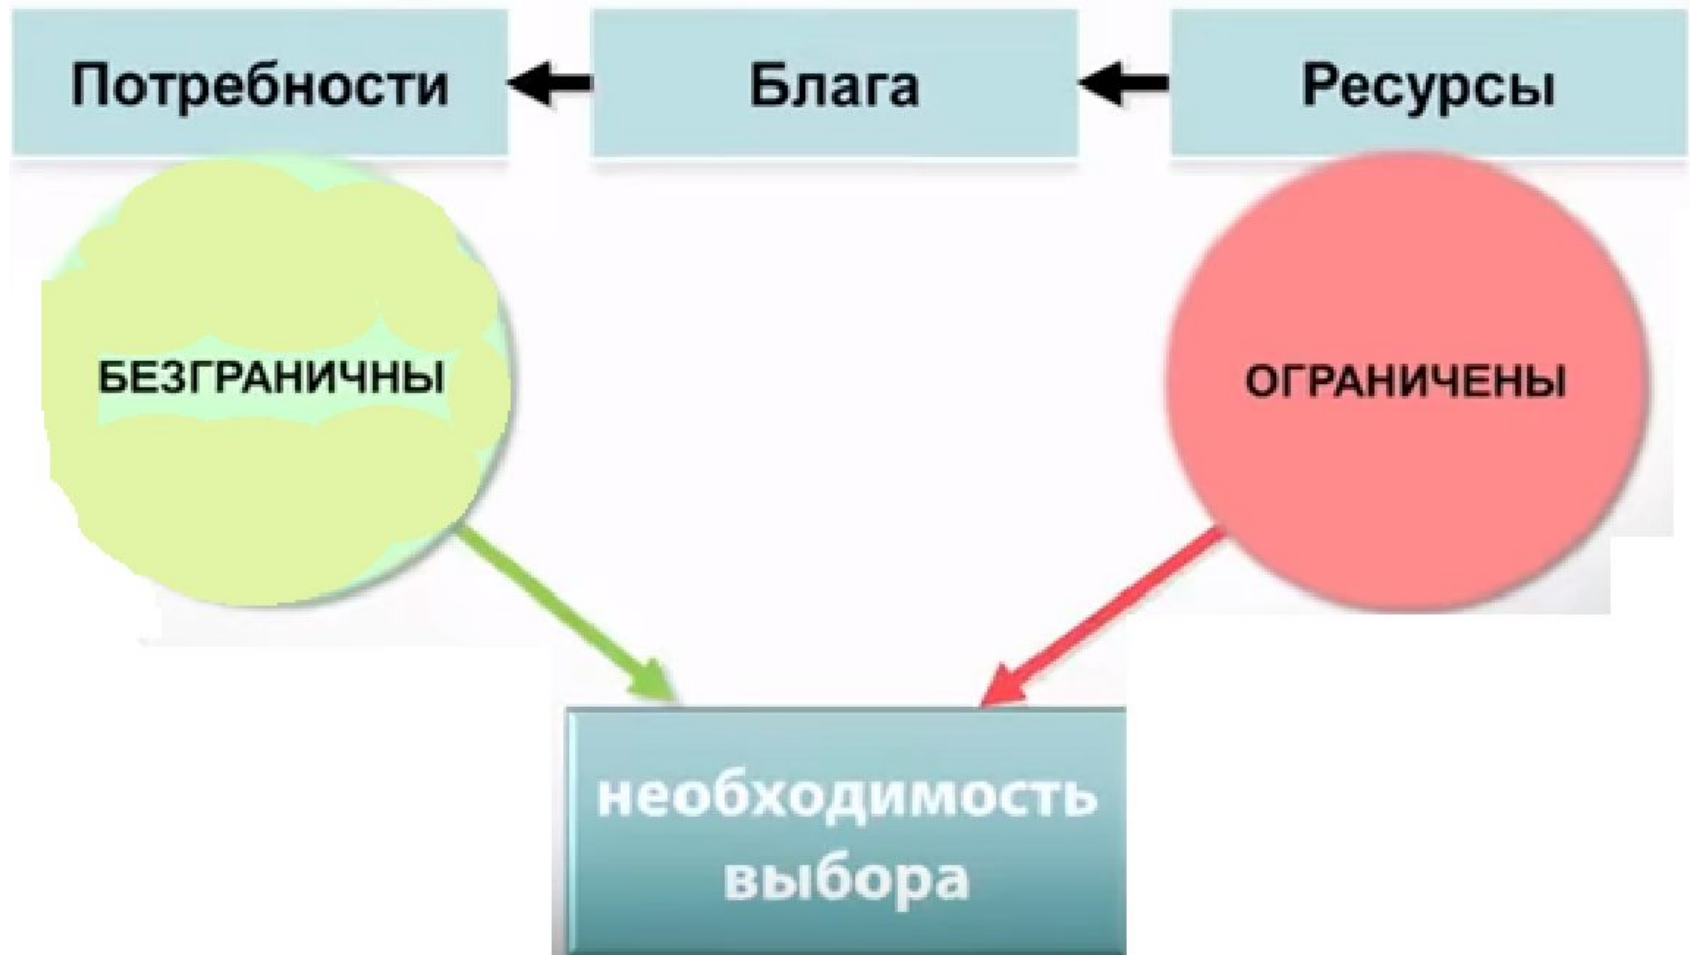 Потребности
Блага
Ресурсы
БЕЗГРАНИЧНЫ
ОГРАНИЧЕНЫ
необходимость
выбора